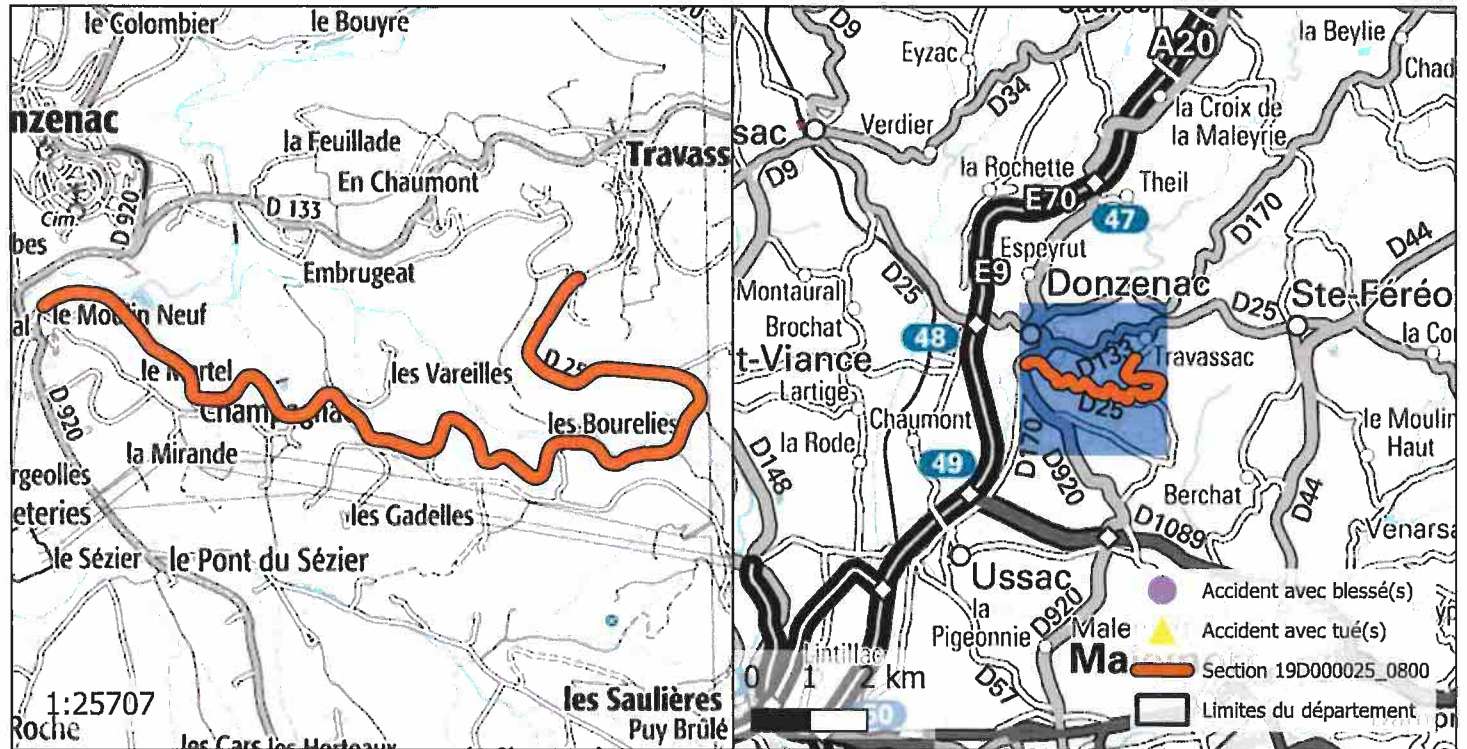 le Colombier
le Bouyre
nzenac
la Feuillade
Travass
En Chaumont
Cim.
D 920
D 133
bes
Embrugeat
al
le Moulin Neuf
D 25
le Martel
les Vareilles
D 920
les Bourelies
la Mirande
rgeolles
eteries
les Gadelles
le Sézier
le Pont du Sézier
1:25707
les Saulières
Roche
Puy Brûlé
D9
A20
la Beylie
Eyzac
Chad
D34
la Croix de
la Maleyrie
ssac
Verdier
D9
la Rochette
Theil
E70
47
D170
Espeyrut
D44
E9
D25
Donzenac
Montaural
D25
Ste-Féréo
Brochat
48
la Co
t-Viance
D133
Travassac
Lartige
D25
Chaumont
le Moulin
Haut
la Rode
D170
49
D148
D920
Berchat
D44
D1089
Venarsa
Ussac
la
Pigeonnie
D920
Male
Ma
Lintillac
D57
50
0 1 2 km
Accident avec blessé(s)
Accident avec tué(s)
Section 19D000025_0800
Limites du département